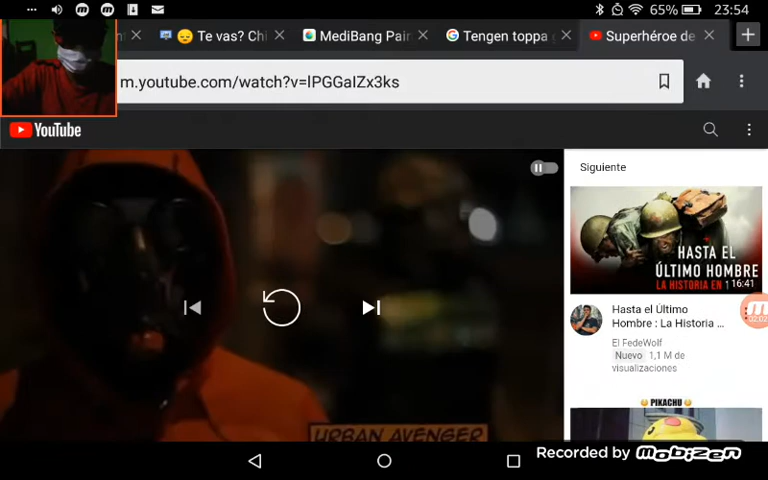 65% 23:54
😔 Te vas? Chi
MediBang Pain
Tengen toppa g
Superhéroe de
m.youtube.com/watch?v=lPGGalZx3ks
YouTube
Siguiente
HASTA EL
ÚLTIMO HOMBRE
LA HISTORIA EN 1
16:41
Hasta el Último
Hombre : La Historia ...
El FedeWolf
Nuevo 1,1 M de
visualizaciones
😳 PIKACHU 😳
URBAN AVENGER
Recorded by mobizen